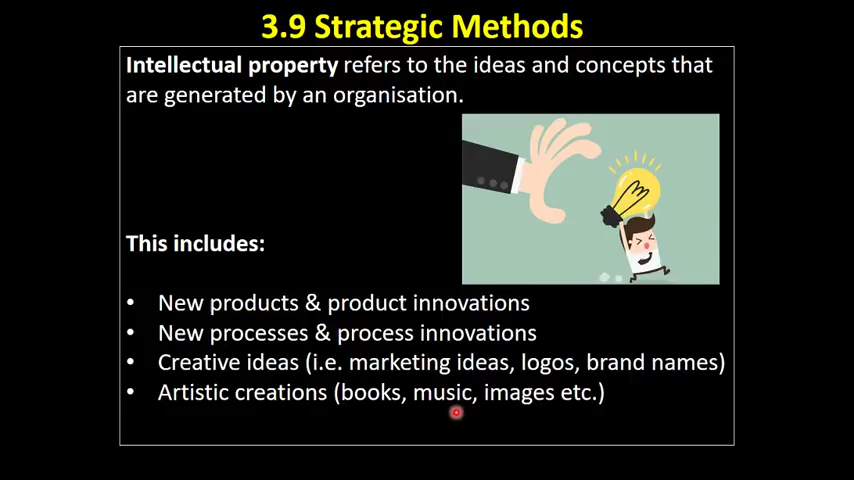 3.9 Strategic Methods
Intellectual property refers to the ideas and concepts that
are generated by an organisation.
This includes:
• New products & product innovations
• New processes & process innovations
• Creative ideas (i.e. marketing ideas, logos, brand names)
• Artistic creations (books, music, images etc.)